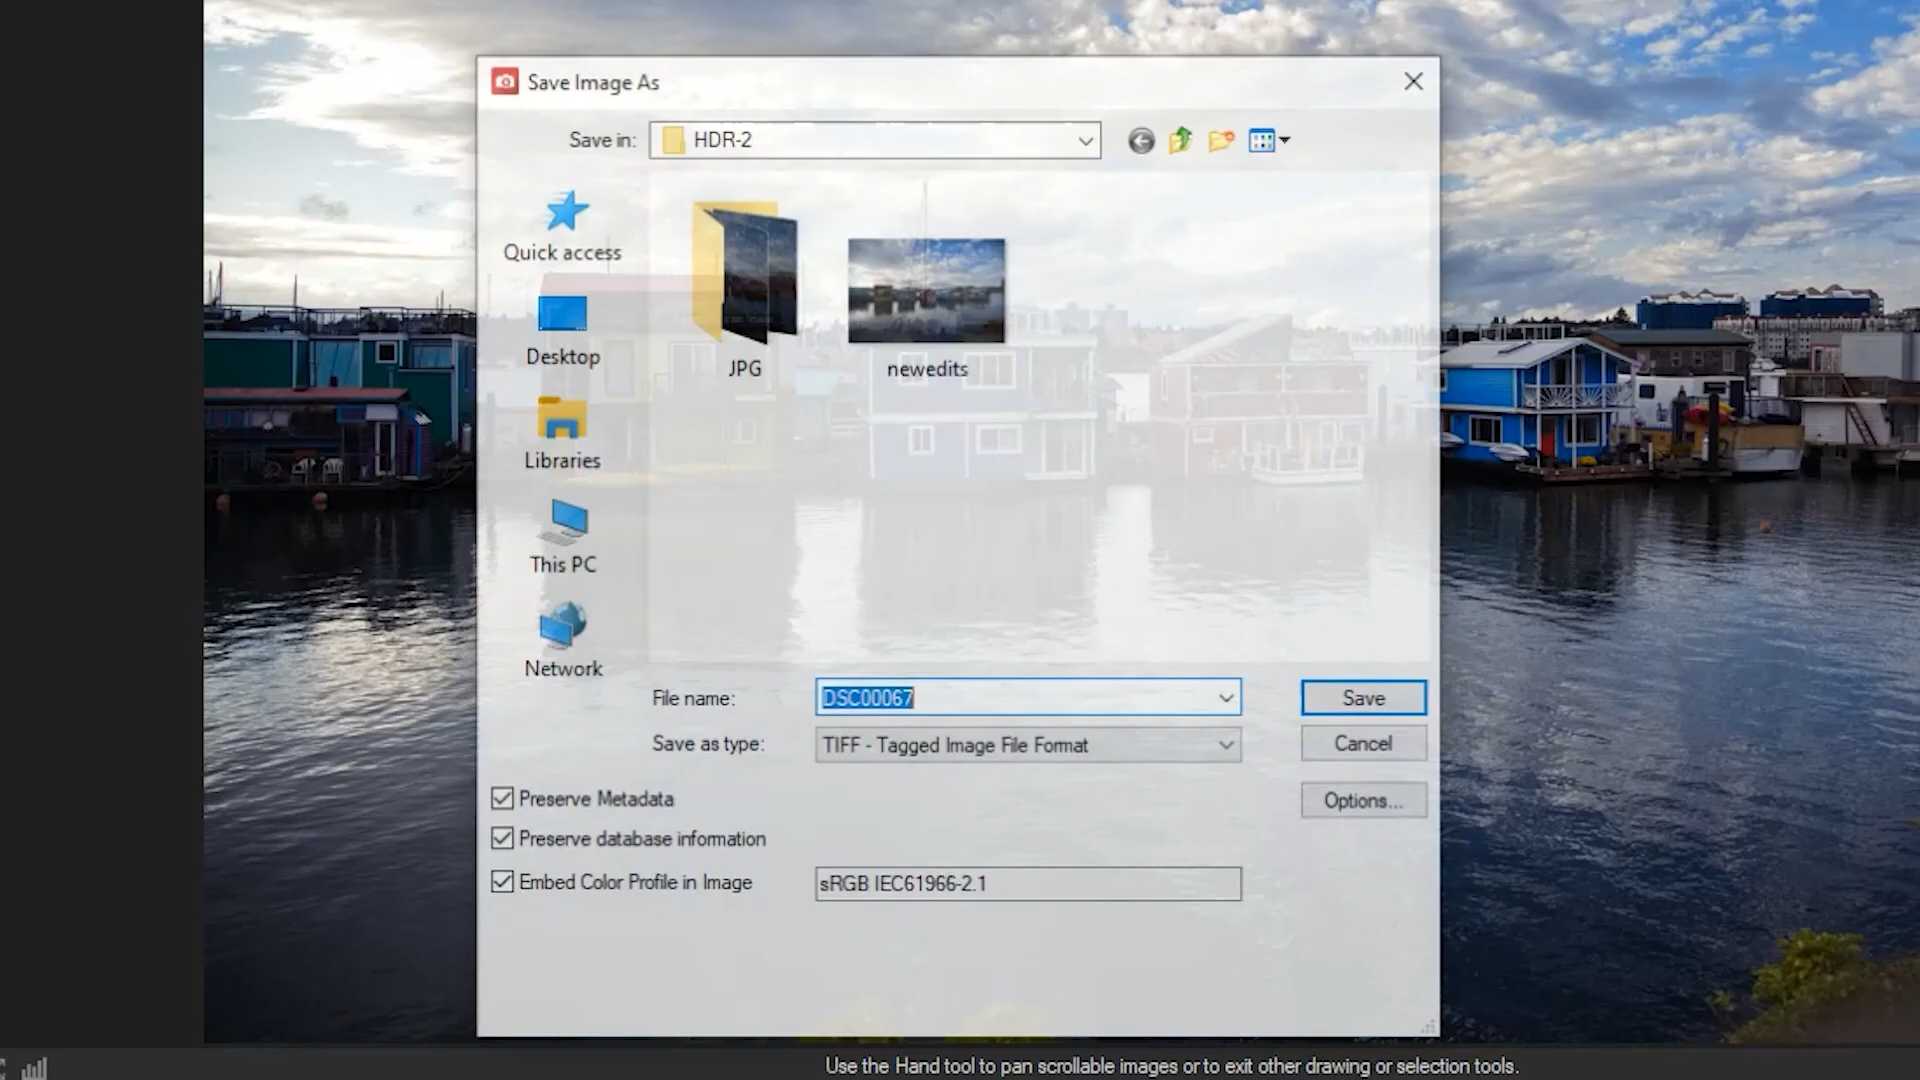 Save Image As
Save in: HDR-2
Quick access
Desktop
Libraries
This PC
Network
JPG
newedits
File name: DSC00067
Save
Save as type: TIFF - Tagged Image File Format
Cancel
Preserve Metadata
Options...
Preserve database information
Embed Color Profile in Image
sRGB IEC61966-2.1
Use the Hand tool to pan scrollable images or to exit other drawing or selection tools.